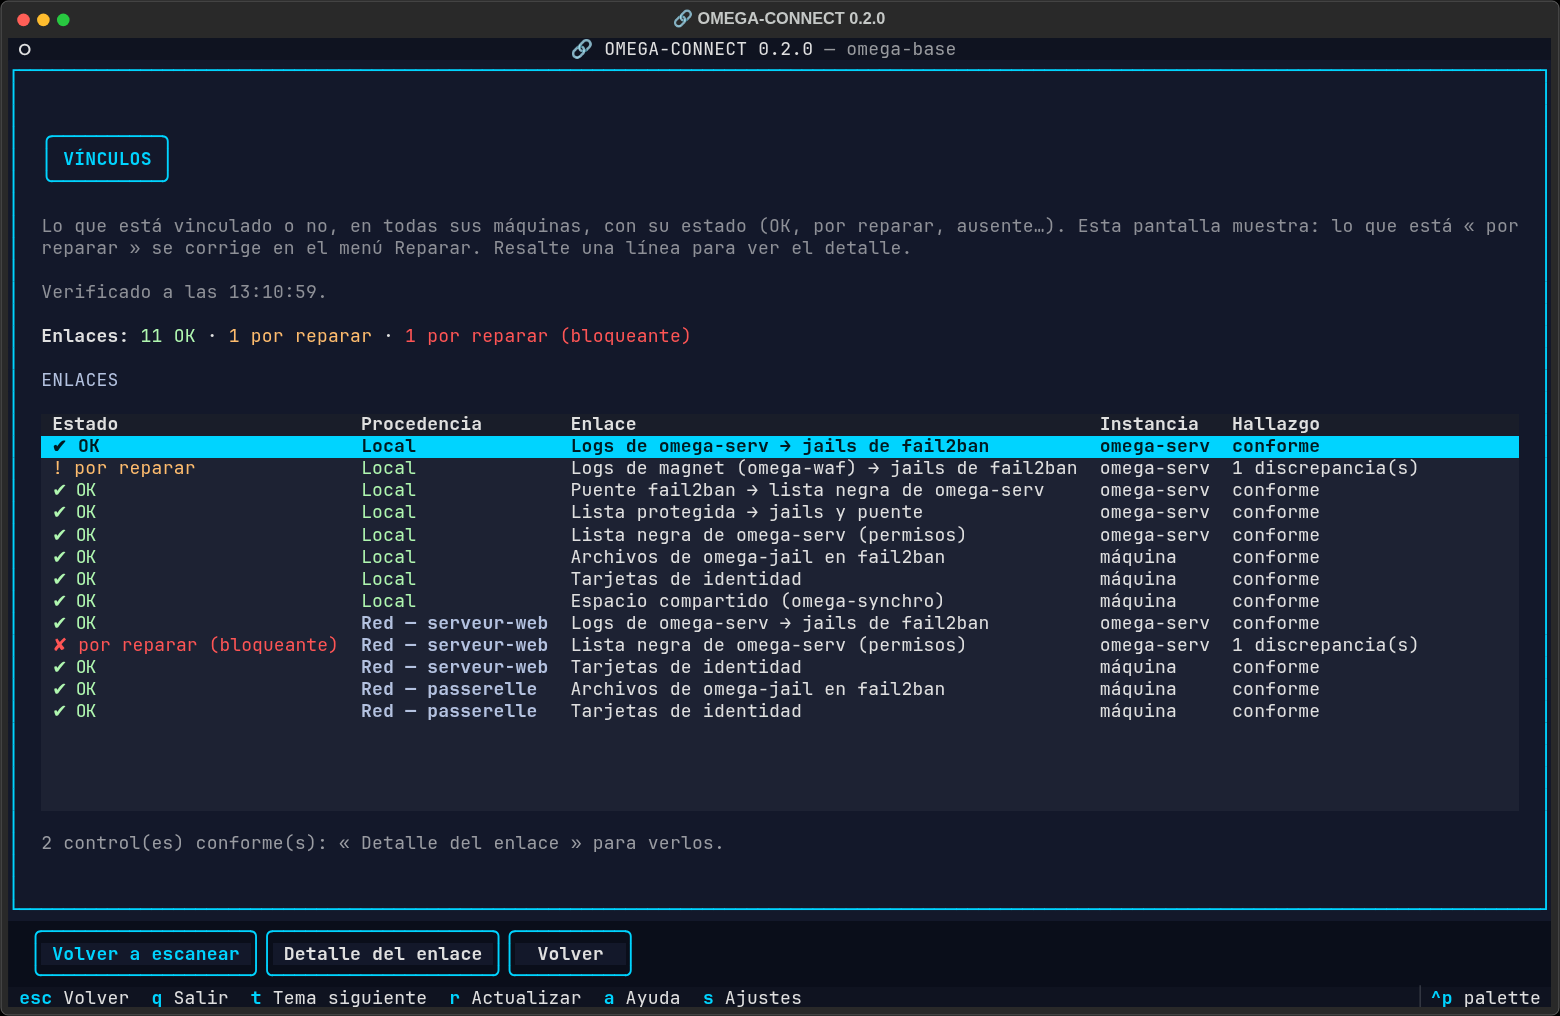 🔗 OMEGA-CONNECT 0.2.0
🔗 OMEGA-CONNECT 0.2.0 — omega-base
VÍNCULOS
Lo que está vinculado o no, en todas sus máquinas, con su estado (OK, por reparar, ausente…). Esta pantalla muestra: lo que está « por
reparar » se corrige en el menú Reparar. Resalte una línea para ver el detalle.
Verificado a las 13:10:59.
Enlaces: 11 OK · 1 por reparar · 1 por reparar (bloqueante)
ENLACES
Estado Procedencia Enlace Instancia Hallazgo
✔ OK Local Logs de omega-serv → jails de fail2ban omega-serv conforme
! por reparar Local Logs de magnet (omega-waf) → jails de fail2ban omega-serv 1 discrepancia(s)
✔ OK Local Puente fail2ban → lista negra de omega-serv omega-serv conforme
✔ OK Local Lista protegida → jails y puente omega-serv conforme
✔ OK Local Lista negra de omega-serv (permisos) omega-serv conforme
✔ OK Local Archivos de omega-jail en fail2ban máquina conforme
✔ OK Local Tarjetas de identidad máquina conforme
✔ OK Local Espacio compartido (omega-synchro) máquina conforme
✔ OK Red — serveur-web Logs de omega-serv → jails de fail2ban omega-serv conforme
✘ por reparar (bloqueante) Red — serveur-web Lista negra de omega-serv (permisos) omega-serv 1 discrepancia(s)
✔ OK Red — serveur-web Tarjetas de identidad máquina conforme
✔ OK Red — passerelle Archivos de omega-jail en fail2ban máquina conforme
✔ OK Red — passerelle Tarjetas de identidad máquina conforme
2 control(es) conforme(s): « Detalle del enlace » para verlos.
Volver a escanear Detalle del enlace Volver
esc Volver q Salir t Tema siguiente r Actualizar a Ayuda s Ajustes ^p palette